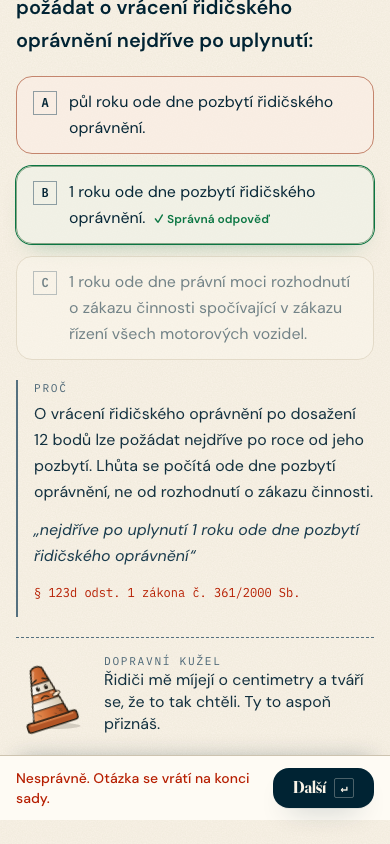 požádat o vrácení řidičského
oprávnění nejdříve po uplynutí:
A
půl roku ode dne pozbytí řidičského
oprávnění.
B
1 roku ode dne pozbytí řidičského
oprávnění. ✓ Správná odpověď
C
1 roku ode dne právní moci rozhodnutí
o zákazu činnosti spočívající v zákazu
řízení všech motorových vozidel.
PROČ
O vrácení řidičského oprávnění po dosažení
12 bodů lze požádat nejdříve po roce od jeho
pozbytí. Lhůta se počítá ode dne pozbytí
oprávnění, ne od rozhodnutí o zákazu činnosti.
„nejdříve po uplynutí 1 roku ode dne pozbytí
řidičského oprávnění“
§ 123d odst. 1 zákona č. 361/2000 Sb.
DOPRAVNÍ KUŽEL
Řidiči mě míjejí o centimetry a tváří
se, že to tak chtěli. Ty to aspoň
přiznáš.
Nesprávně. Otázka se vrátí na konci
sady.
Další ↵